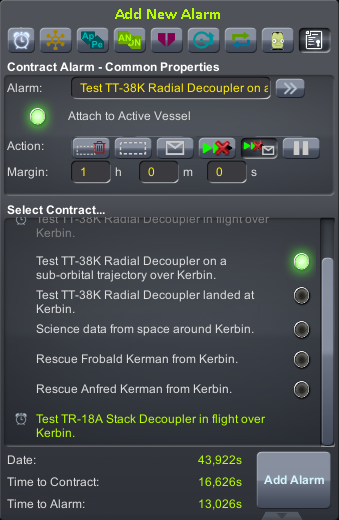 Add New Alarm
Ap
Pe
AN
DN
Contract Alarm - Common Properties
Alarm: Test TT-38K Radial Decoupler on a
Attach to Active Vessel
Action:
Margin: 1 h 0 m 0 s
Select Contract...
Test TT-38K Radial Decoupler in flight over
Kerbin.
Test TT-38K Radial Decoupler on a
sub-orbital trajectory over Kerbin.
Test TT-38K Radial Decoupler landed at
Kerbin.
Science data from space around Kerbin.
Rescue Frobald Kerman from Kerbin.
Rescue Anfred Kerman from Kerbin.
Test TR-18A Stack Decoupler in flight over
Kerbin.
Date: 43,922s
Time to Contract: 16,626s
Time to Alarm: 13,026s
Add Alarm